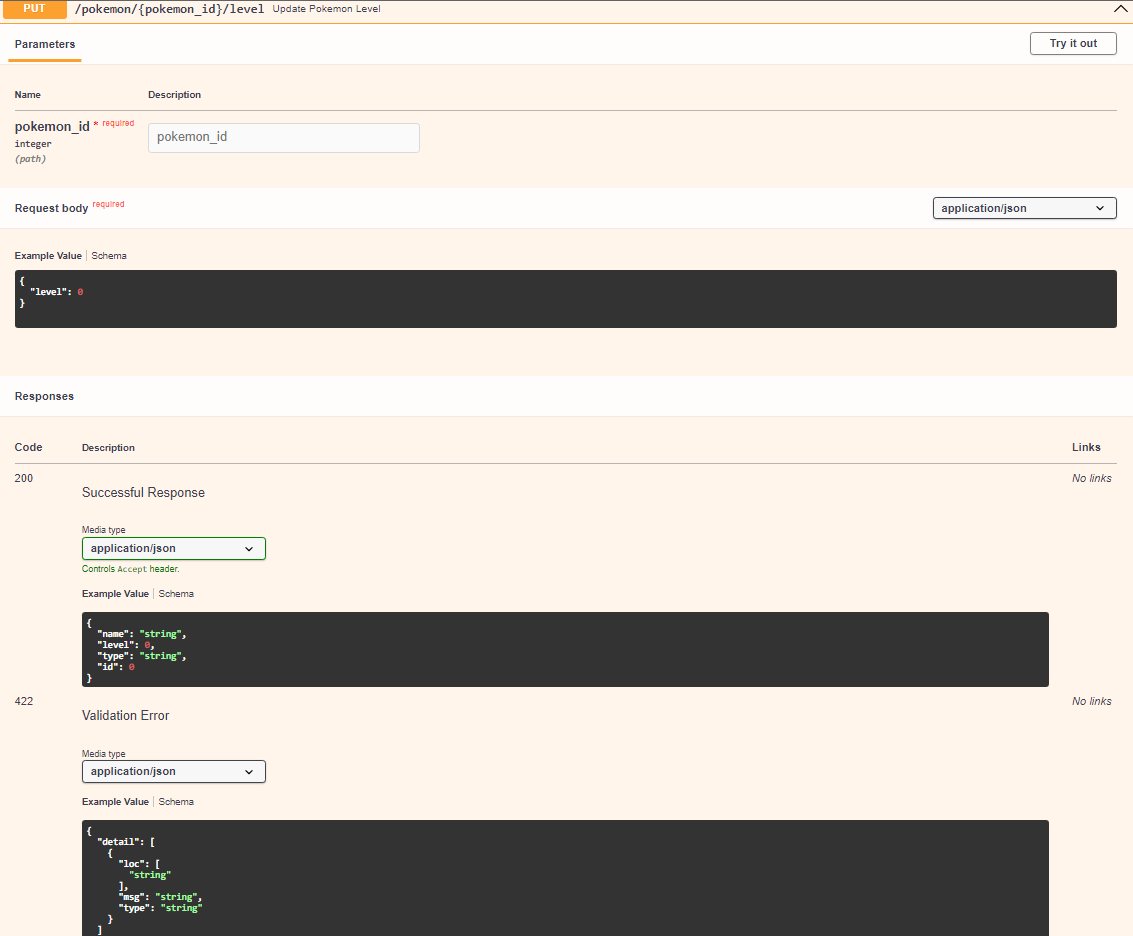 PUT /pokemon/{pokemon_id}/level Update Pokemon Level
Parameters
Try it out
Name Description
pokemon_id * required
integer
(path)
pokemon_id
Request body required
application/json
Example Value Schema
{
  "level": 0
}
Responses
Code Description Links
200
Successful Response
No links
Media type
application/json
Controls Accept header.
Example Value Schema
{
  "name": "string",
  "level": 0,
  "type": "string",
  "id": 0
}
422
Validation Error
No links
Media type
application/json
Example Value Schema
{
  "detail": [
    {
      "loc": [
        "string"
      ],
      "msg": "string",
      "type": "string"
    }
  ]